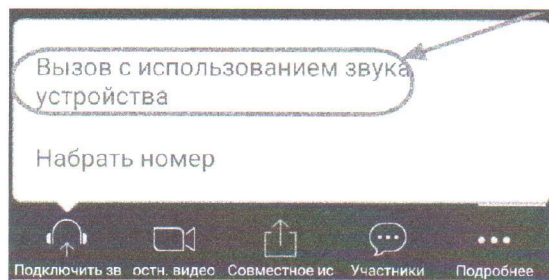 Вызов с использованием звука
устройства
Набрать номер
Подключить зв остн. видео Совместное ис Участники Подробнее